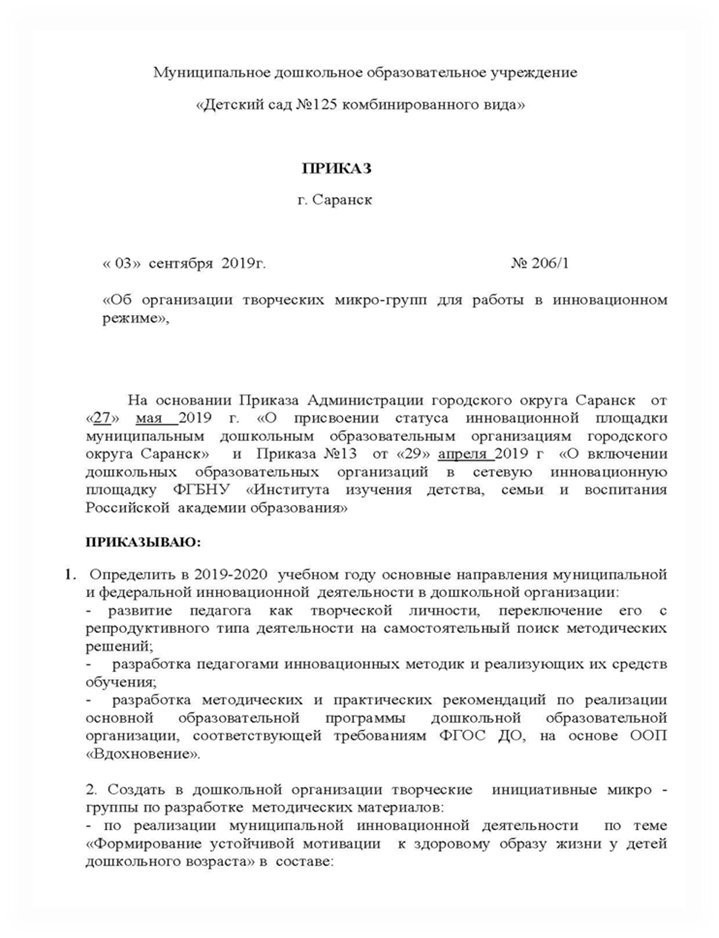 Муниципальное дошкольное образовательное учреждение
«Детский сад №125 комбинированного вида»
ПРИКАЗ
г. Саранск
« 03» сентября 2019г. № 206/1
«Об организации творческих микро-групп для работы в инновационном
режиме»,
На основании Приказа Администрации городского округа Саранск от
«27» мая 2019 г. «О присвоении статуса инновационной площадки
муниципальным дошкольным образовательным организациям городского
округа Саранск» и Приказа №13 от «29» апреля 2019 г «О включении
дошкольных образовательных организаций в сетевую инновационную
площадку ФГБНУ «Института изучения детства, семьи и воспитания
Российской академии образования»
ПРИКАЗЫВАЮ:
1. Определить в 2019-2020 учебном году основные направления муниципальной
и федеральной инновационной деятельности в дошкольной организации:
- развитие педагога как творческой личности, переключение его с
репродуктивного типа деятельности на самостоятельный поиск методических
решений;
- разработка педагогами инновационных методик и реализующих их средств
обучения;
- разработка методических и практических рекомендаций по реализации
основной образовательной программы дошкольной образовательной
организации, соответствующей требованиям ФГОС ДО, на основе ООП
«Вдохновение».
2. Создать в дошкольной организации творческие инициативные микро -
группы по разработке методических материалов:
- по реализации муниципальной инновационной деятельности по теме
«Формирование устойчивой мотивации к здоровому образу жизни у детей
дошкольного возраста» в составе: